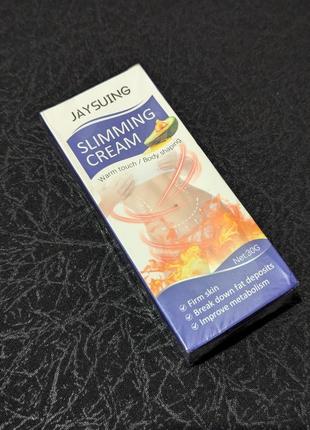 JAYSUING
SLIMMING
CREAM
Warm touch / Body shaping
Net:30G
Firm skin
Break down fat deposits
Improve metabolism